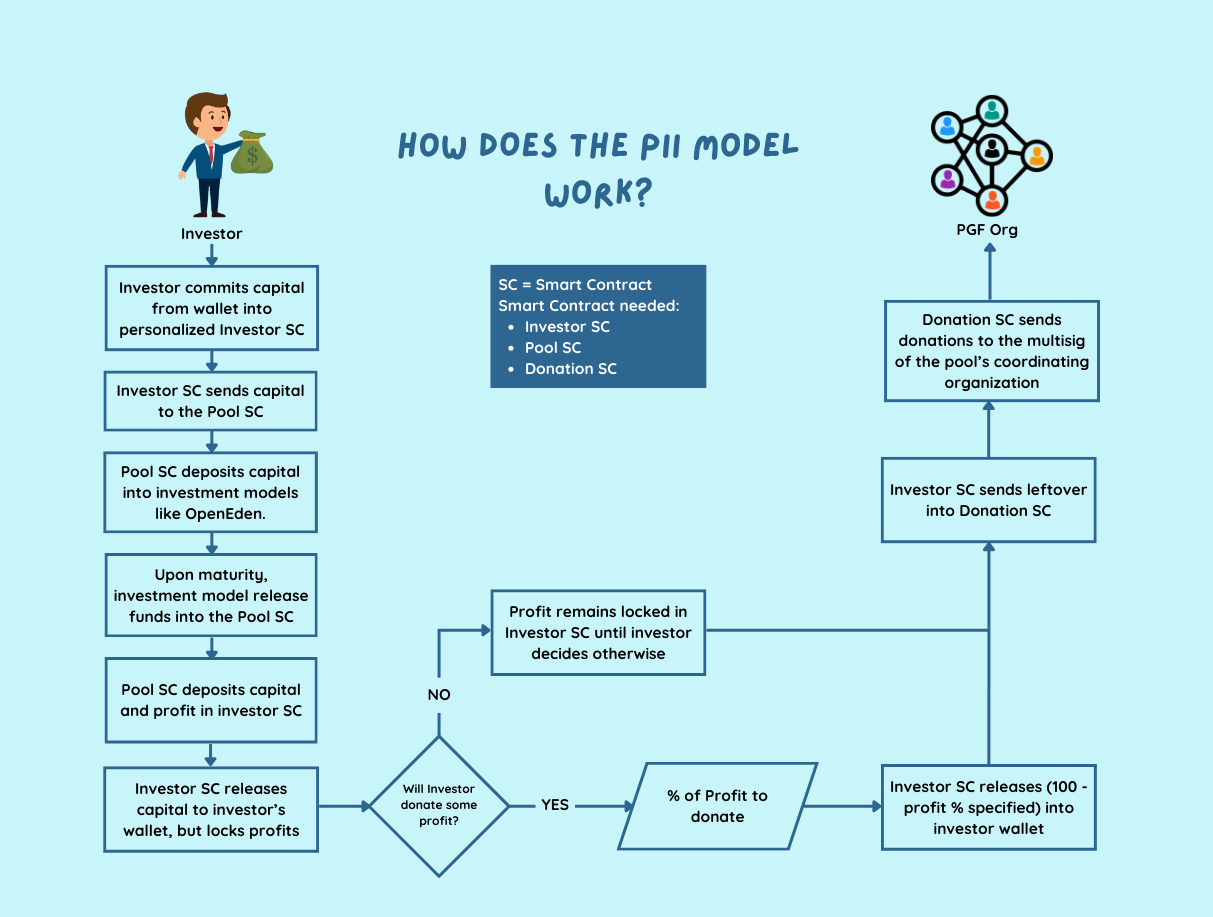 HOW DOES THE PII MODEL
WORK?
Investor
PGF Org
SC = Smart Contract
Smart Contract needed:
• Investor SC
• Pool SC
• Donation SC
Investor commits capital
from wallet into
personalized Investor SC
Investor SC sends capital
to the Pool SC
Pool SC deposits capital
into investment models
like OpenEden.
Upon maturity,
investment model release
funds into the Pool SC
Pool SC deposits capital
and profit in investor SC
Investor SC releases
capital to investor's
wallet, but locks profits
Will Investor
donate some
profit?
NO
Profit remains locked in
Investor SC until investor
decides otherwise
YES
% of Profit to
donate
Investor SC releases (100 -
profit % specified) into
investor wallet
Investor SC sends leftover
into Donation SC
Donation SC sends
donations to the multisig
of the pool's coordinating
organization